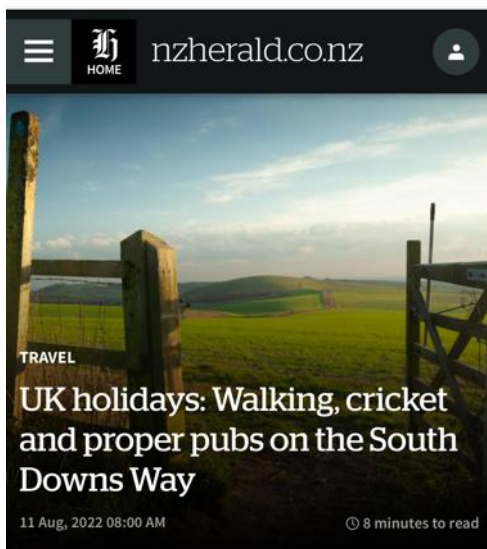 HOME
nzherald.co.nz
TRAVEL
UK holidays: Walking, cricket
and proper pubs on the South
Downs Way
11 Aug, 2022 08:00 AM
8 minutes to read